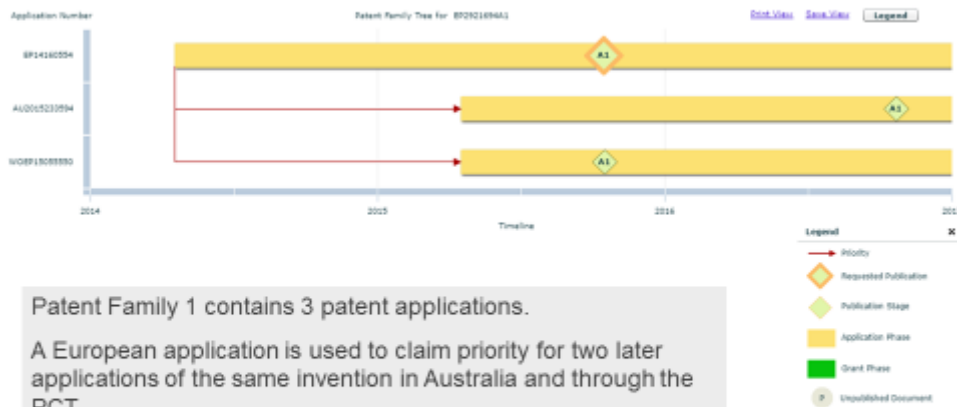 Application Number
Patent Family Tree for EP2921694A1
Print View Save View Legend
EP14160554
A1
AU2015233594
A1
A1
2014 2015 2016
Timeline
Legend
Priority
Requested Publication
Publication Stage
Application Phase
Grant Phase
P Unpublished Document
Patent Family 1 contains 3 patent applications.
A European application is used to claim priority for two later
applications of the same invention in Australia and through the
PCT